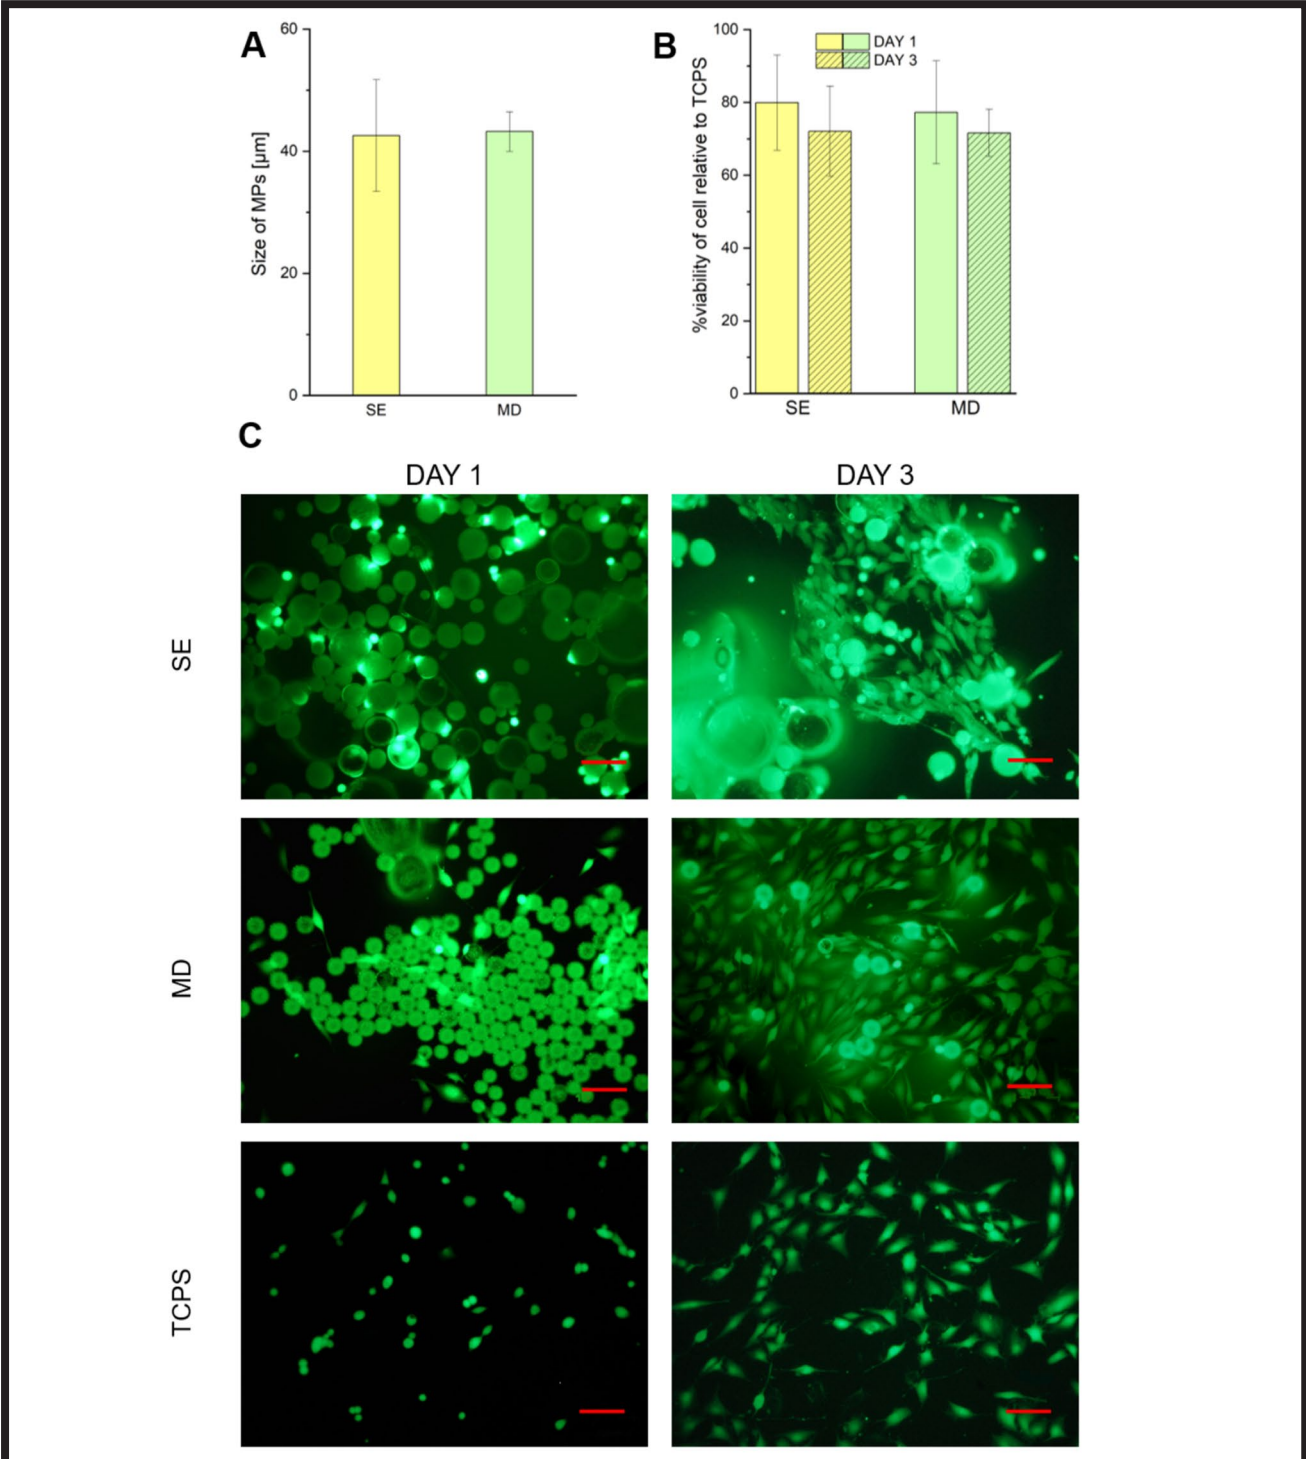 A
60
40
20
0
Size of MPs [µm]
SE
MD
B
100
80
60
40
20
0
%viability of cell relative to TCPS
DAY 1
DAY 3
SE
MD
C
DAY 1
DAY 3
SE
MD
TCPS